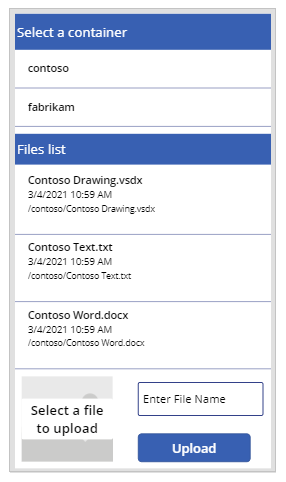 Select a container
contoso
fabrikam
Files list
Contoso Drawing.vsdx
3/4/2021 10:59 AM
/contoso/Contoso Drawing.vsdx
Contoso Text.txt
3/4/2021 10:59 AM
/contoso/Contoso Text.txt
Contoso Word.docx
3/4/2021 10:59 AM
/contoso/Contoso Word.docx
Select a file
to upload
Enter File Name
Upload